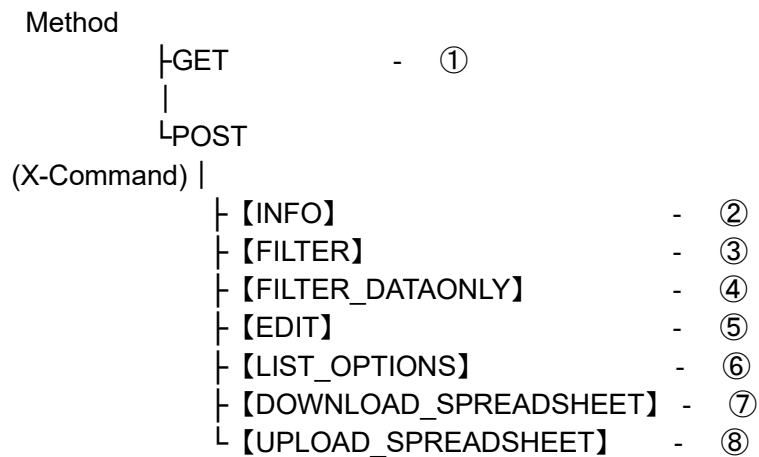 Method
├GET - ①
│
└POST
(X-Command)│
├【INFO】 - ②
├【FILTER】 - ③
├【FILTER_DATAONLY】 - ④
├【EDIT】 - ⑤
├【LIST_OPTIONS】 - ⑥
├【DOWNLOAD_SPREADSHEET】 - ⑦
└【UPLOAD_SPREADSHEET】 - ⑧